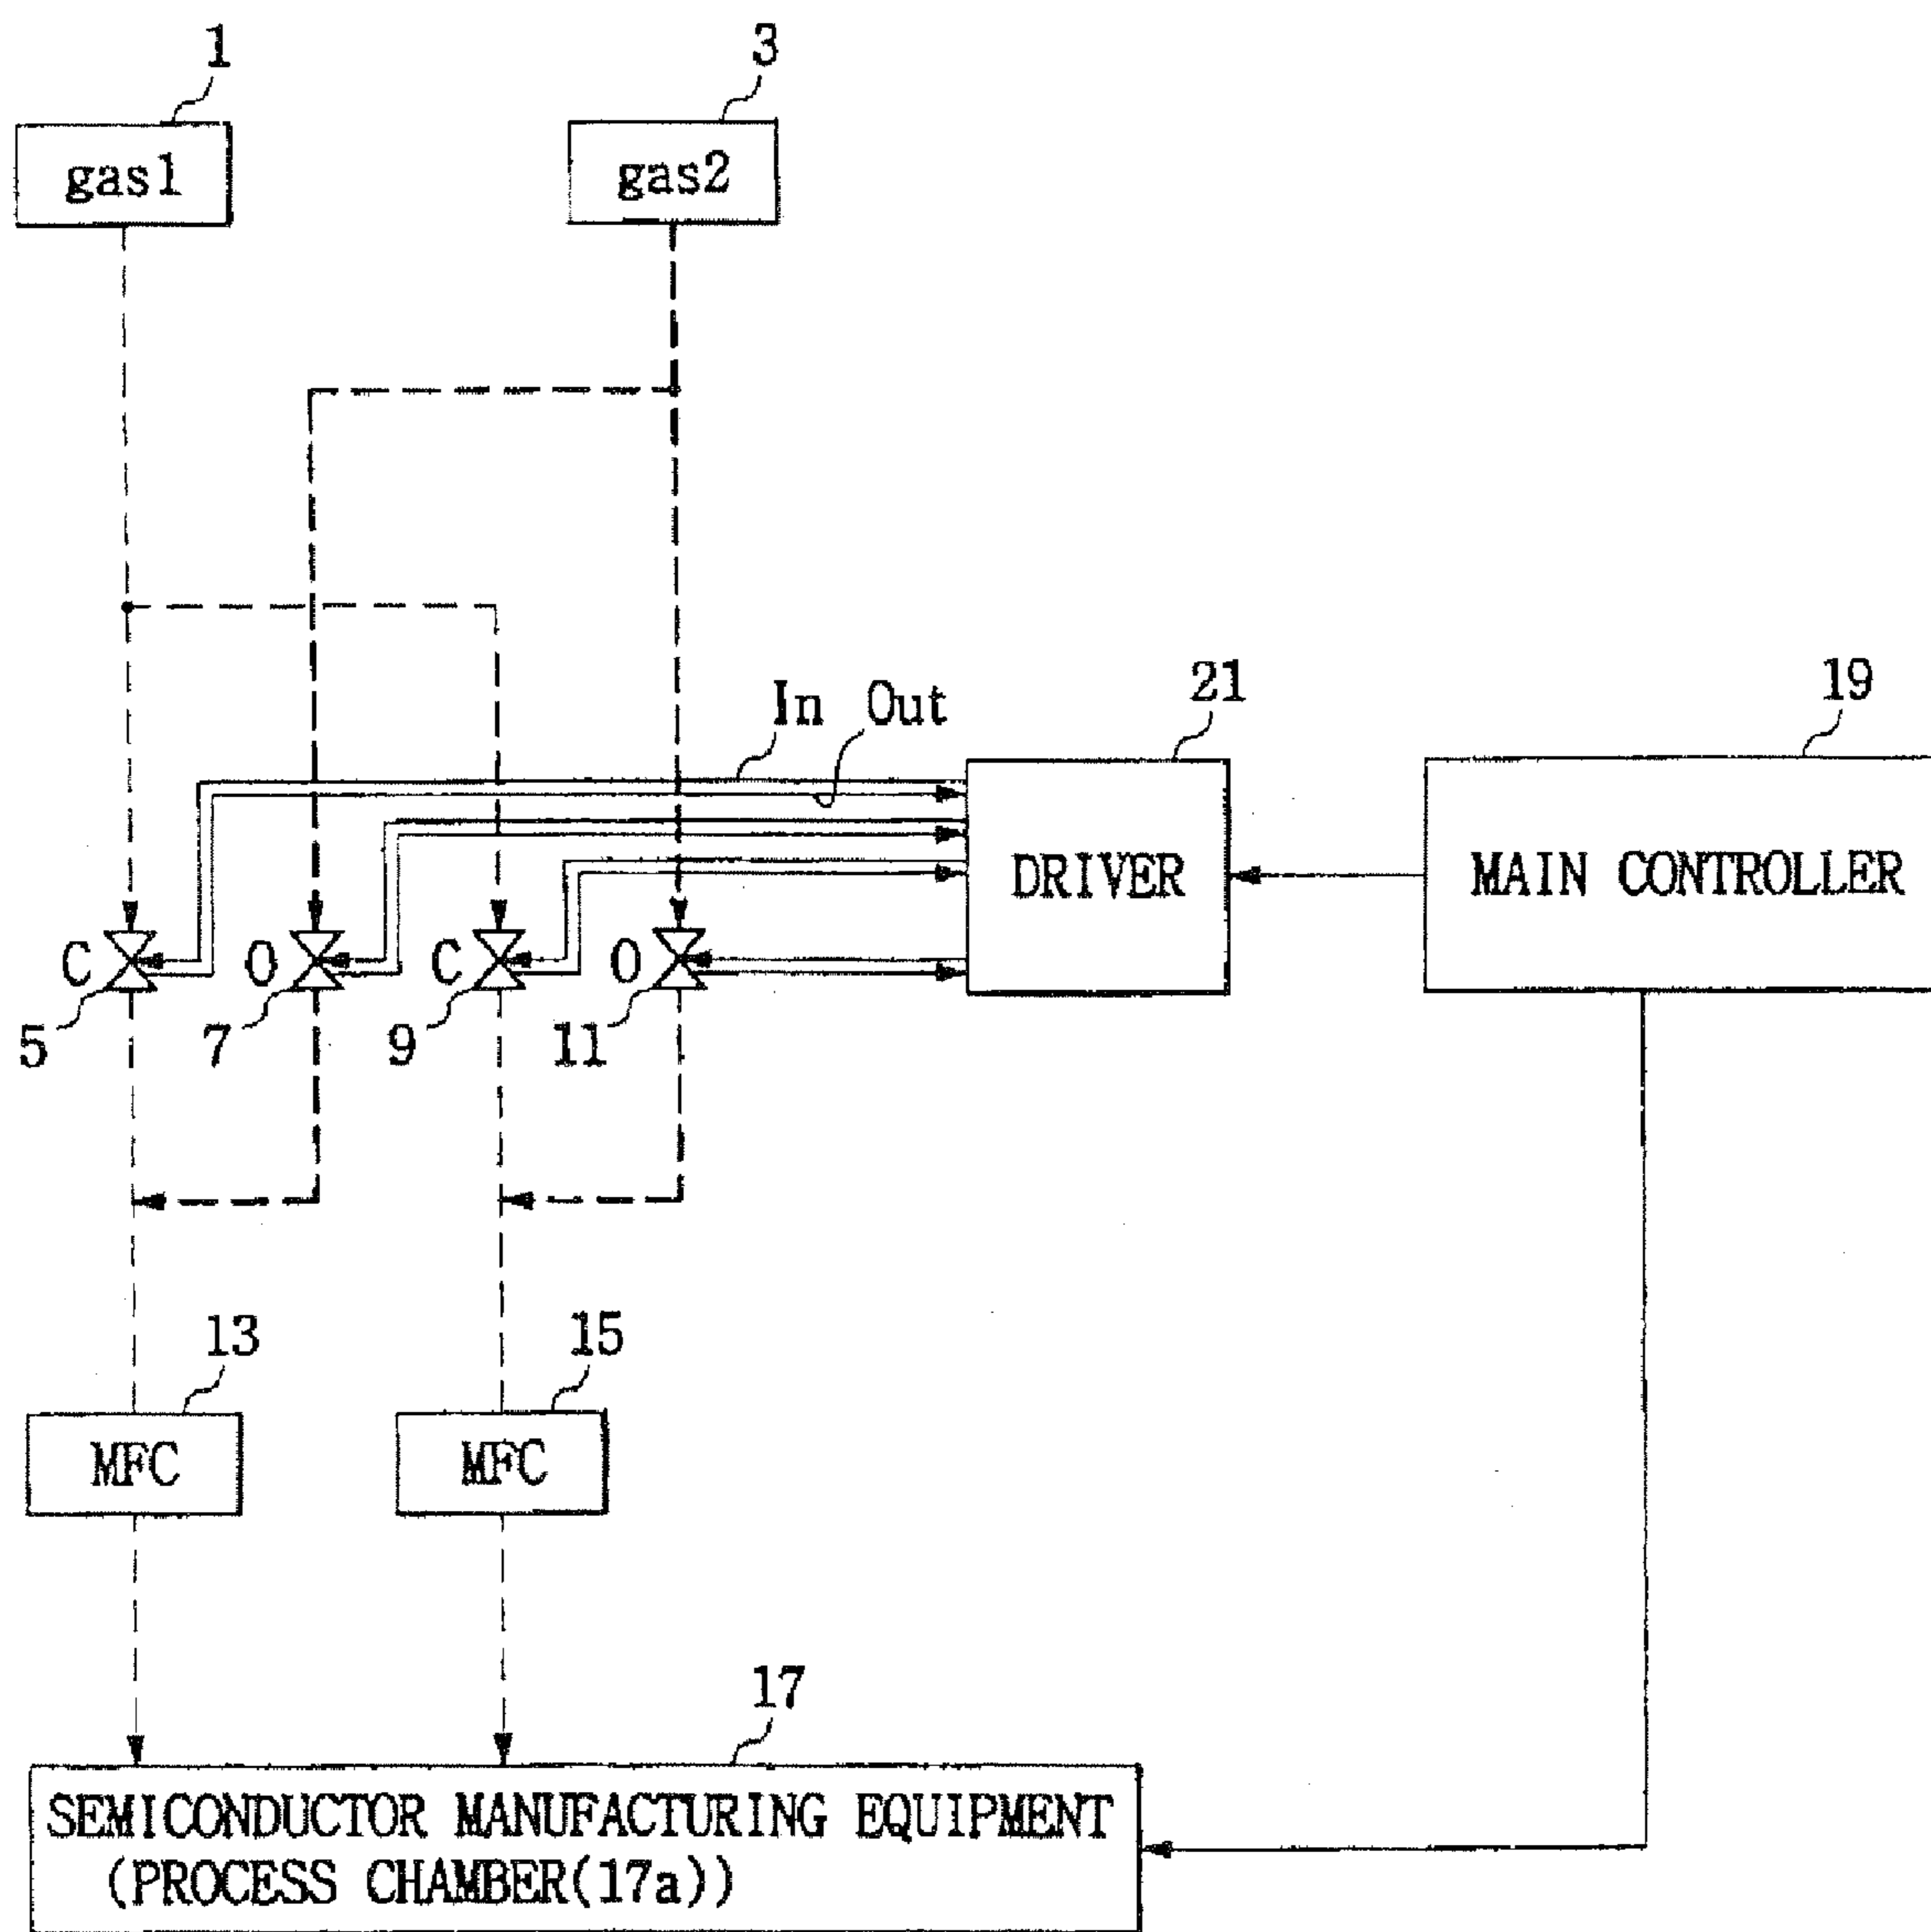 1 3
gas1 gas2
In Out 21 19
DRIVER MAIN CONTROLLER
C O C O
5 7 9 11
13 15
MFC MFC
17
SEMICONDUCTOR MANUFACTURING EQUIPMENT
(PROCESS CHAMBER(17a))